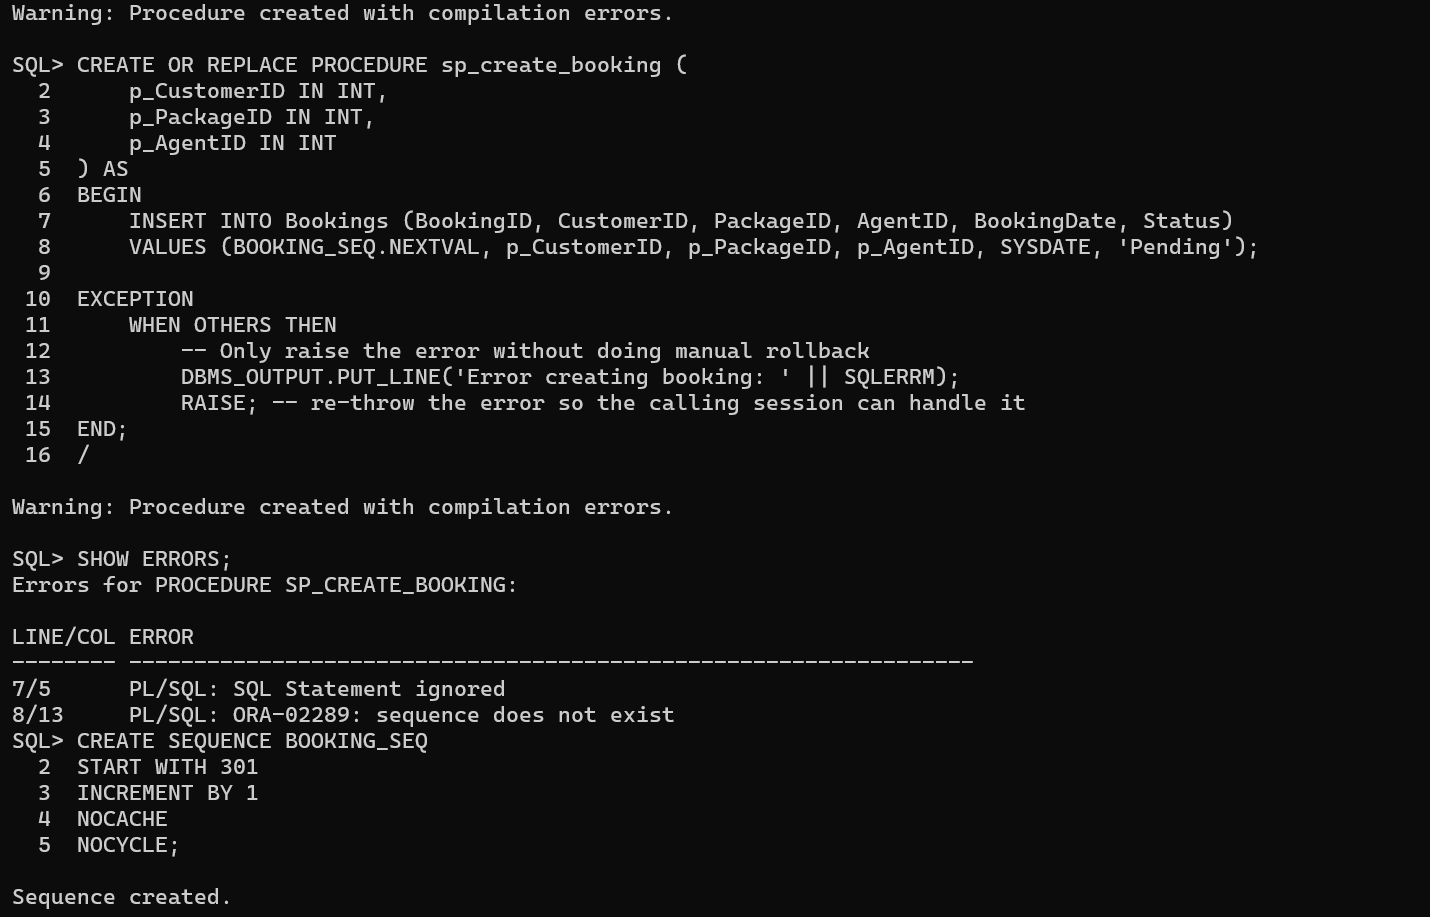 Warning: Procedure created with compilation errors.

SQL> CREATE OR REPLACE PROCEDURE sp_create_booking (
  2      p_CustomerID IN INT,
  3      p_PackageID IN INT,
  4      p_AgentID IN INT
  5  ) AS
  6  BEGIN
  7      INSERT INTO Bookings (BookingID, CustomerID, PackageID, AgentID, BookingDate, Status)
  8      VALUES (BOOKING_SEQ.NEXTVAL, p_CustomerID, p_PackageID, p_AgentID, SYSDATE, 'Pending');
  9
 10  EXCEPTION
 11      WHEN OTHERS THEN
 12          -- Only raise the error without doing manual rollback
 13          DBMS_OUTPUT.PUT_LINE('Error creating booking: ' || SQLERRM);
 14          RAISE; -- re-throw the error so the calling session can handle it
 15  END;
 16  /

Warning: Procedure created with compilation errors.

SQL> SHOW ERRORS;
Errors for PROCEDURE SP_CREATE_BOOKING:

LINE/COL ERROR
-------- -----------------------------------------------------------------
7/5      PL/SQL: SQL Statement ignored
8/13     PL/SQL: ORA-02289: sequence does not exist
SQL> CREATE SEQUENCE BOOKING_SEQ
  2  START WITH 301
  3  INCREMENT BY 1
  4  NOCACHE
  5  NOCYCLE;

Sequence created.